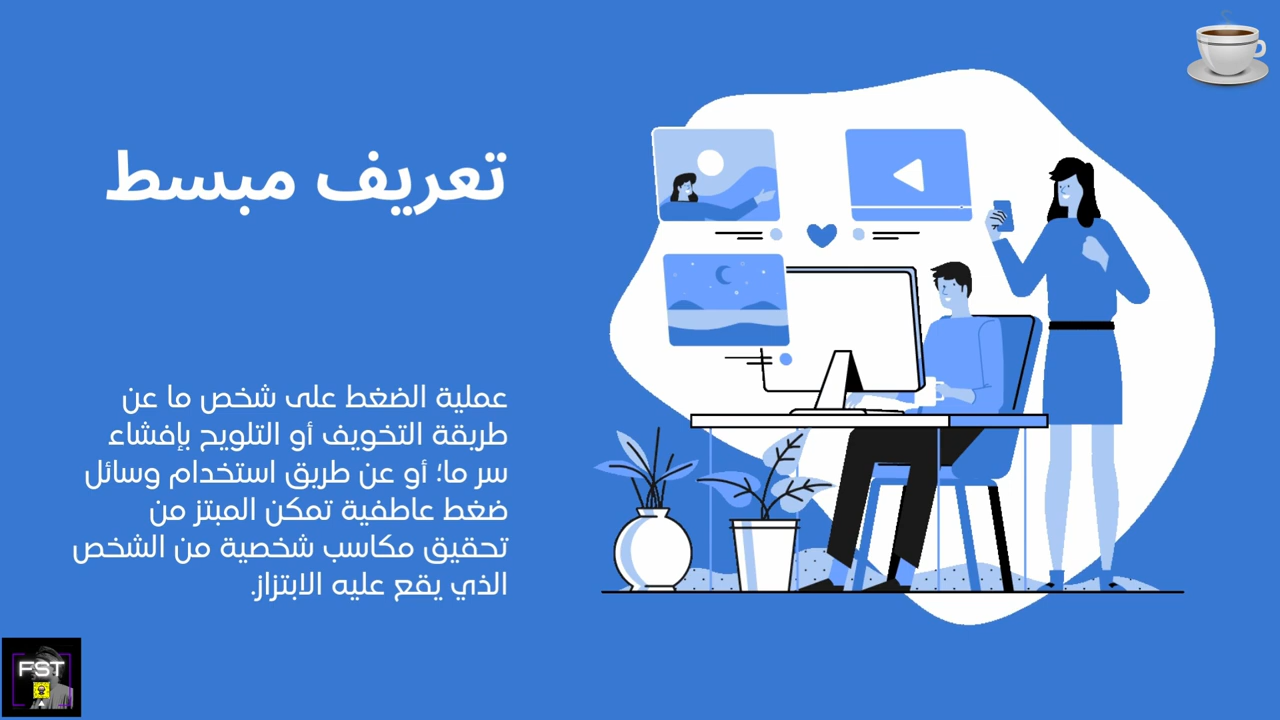 تعريف مبسط
عملية الضغط على شخص ما عن
طريقة التخويف أو التلويح بإفشاء
سر ما؛ أو عن طريق استخدام وسائل
ضغط عاطفية تمكن المبتز من
تحقيق مكاسب شخصية من الشخص
الذي يقع عليه الابتزاز.
FST